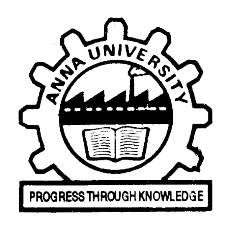 ANNA UNIVERSITY
PROGRESS THROUGH KNOWLEDGE